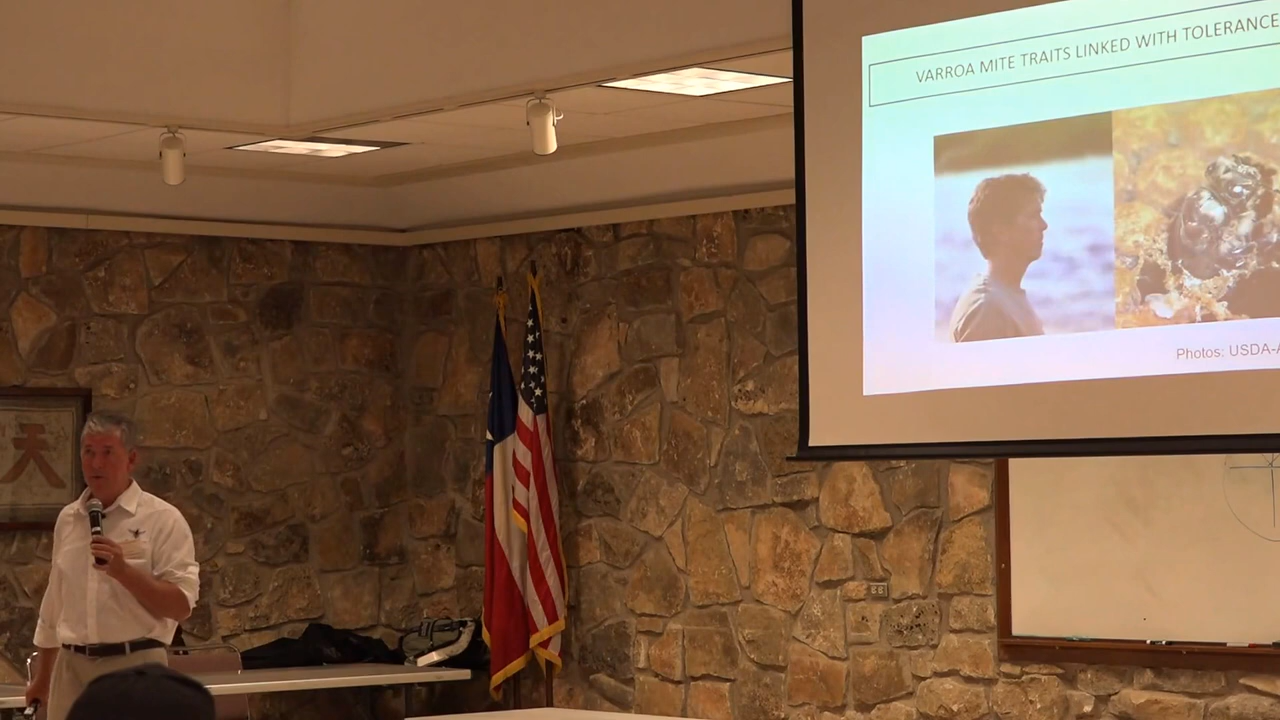 VARROA MITE TRAITS LINKED WITH TOLERANCE
Photos: USDA-A
天